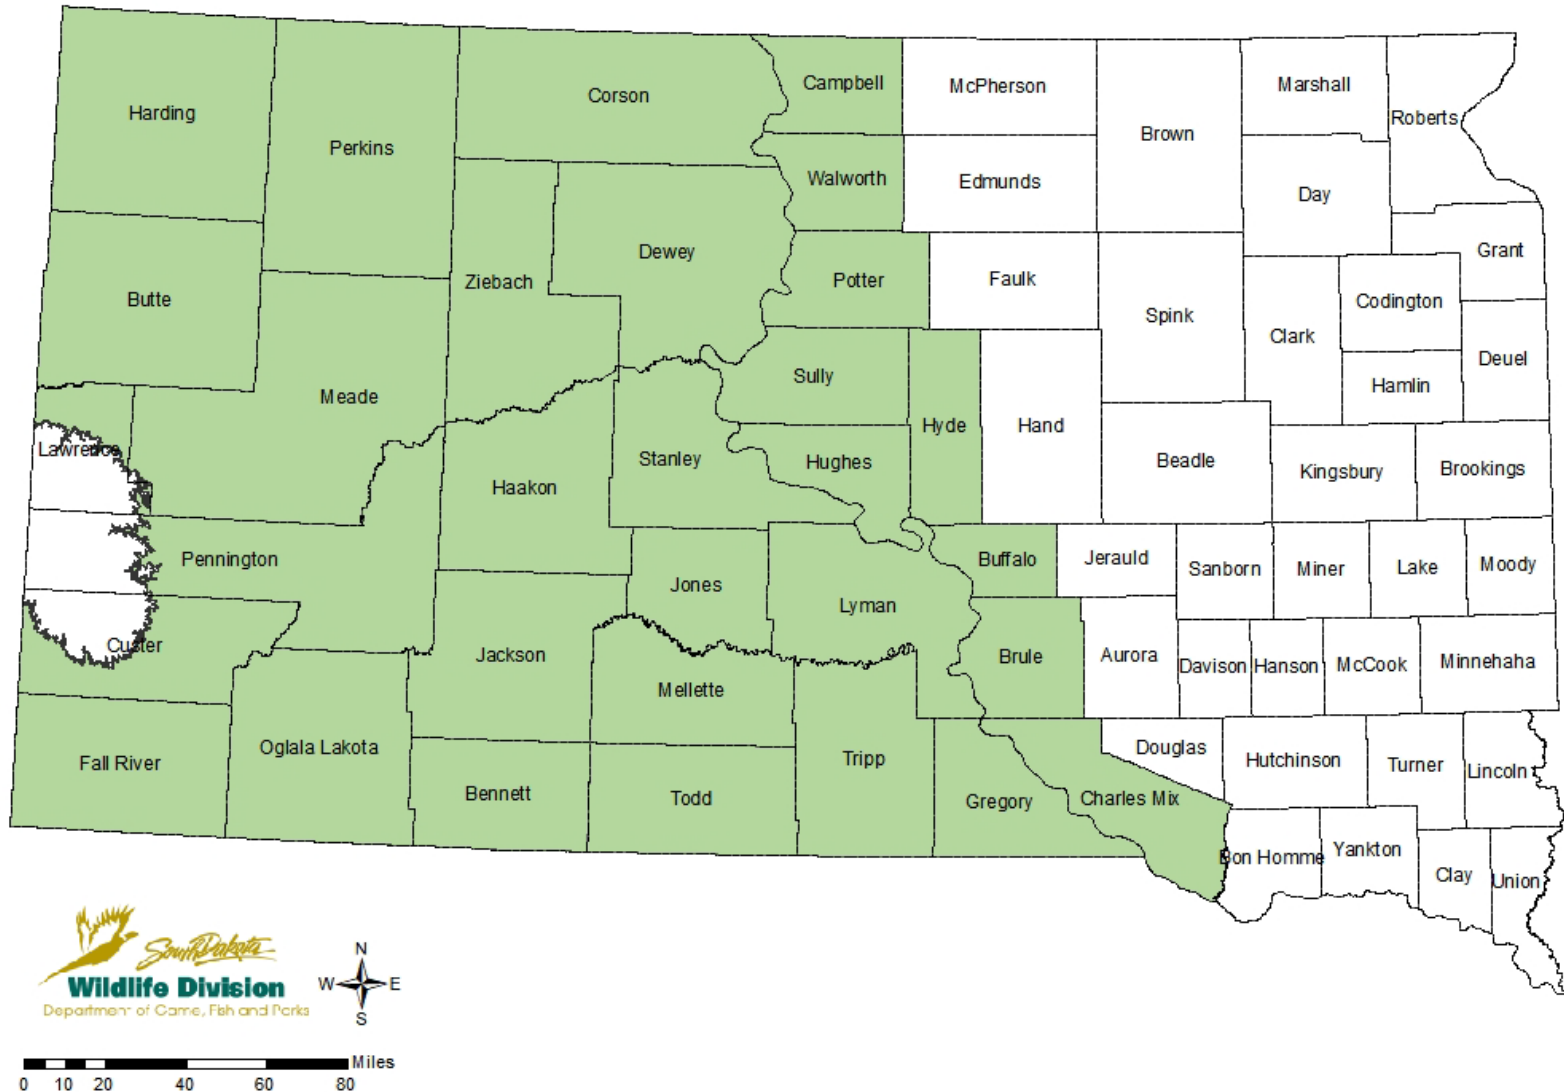 Harding
Perkins
Corson
Campbell
McPherson
Brown
Marshall
Roberts
Walworth
Edmunds
Day
Butte
Ziebach
Dewey
Potter
Faulk
Spink
Clark
Codington
Grant
Deuel
Hamlin
Meade
Sully
Hyde
Hand
Lawrence
Haakon
Stanley
Hughes
Beadle
Kingsbury
Brookings
Pennington
Jones
Lyman
Buffalo
Jerauld
Sanborn
Miner
Lake
Moody
Custer
Jackson
Mellette
Brule
Aurora
Davison
Hanson
McCook
Minnehaha
Fall River
Oglala Lakota
Bennett
Todd
Tripp
Gregory
Charles Mix
Douglas
Hutchinson
Turner
Lincoln
Bon Homme
Yankton
Clay
Union
South Dakota
Wildlife Division
Department of Game, Fish and Parks
N
W E
S
Miles
0 10 20 40 60 80